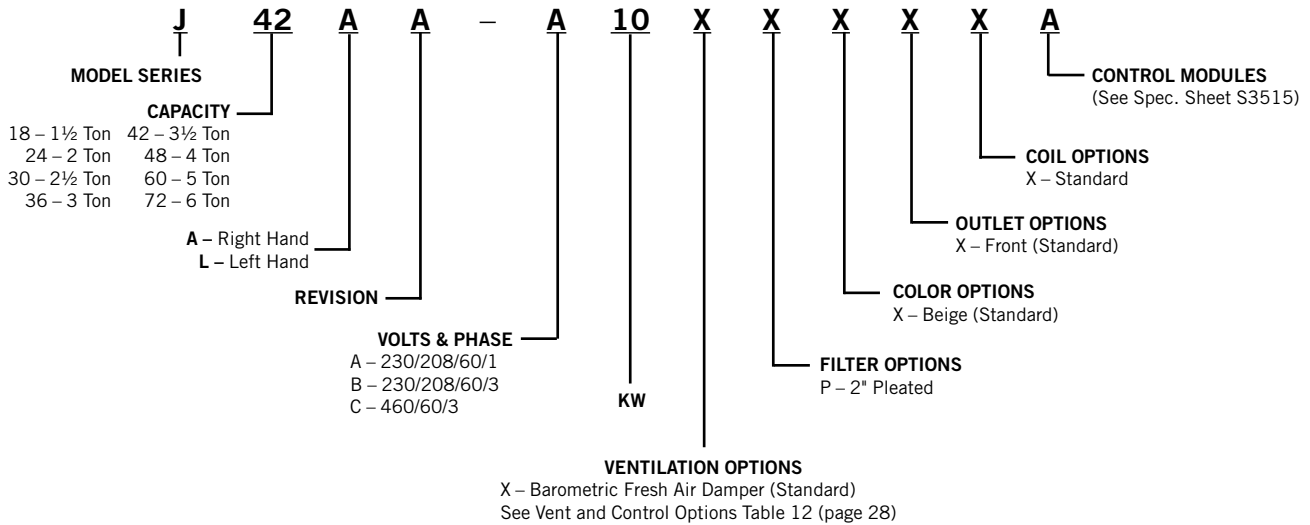 J 42 A A – A 10 X X X X X A
MODEL SERIES
CAPACITY
18 – 1½ Ton 42 – 3½ Ton
24 – 2 Ton 48 – 4 Ton
30 – 2½ Ton 60 – 5 Ton
36 – 3 Ton 72 – 6 Ton
A – Right Hand
L – Left Hand
REVISION
VOLTS & PHASE
A – 230/208/60/1
B – 230/208/60/3
C – 460/60/3
KW
VENTILATION OPTIONS
X – Barometric Fresh Air Damper (Standard)
See Vent and Control Options Table 12 (page 28)
FILTER OPTIONS
P – 2" Pleated
COLOR OPTIONS
X – Beige (Standard)
OUTLET OPTIONS
X – Front (Standard)
COIL OPTIONS
X – Standard
CONTROL MODULES
(See Spec. Sheet S3515)